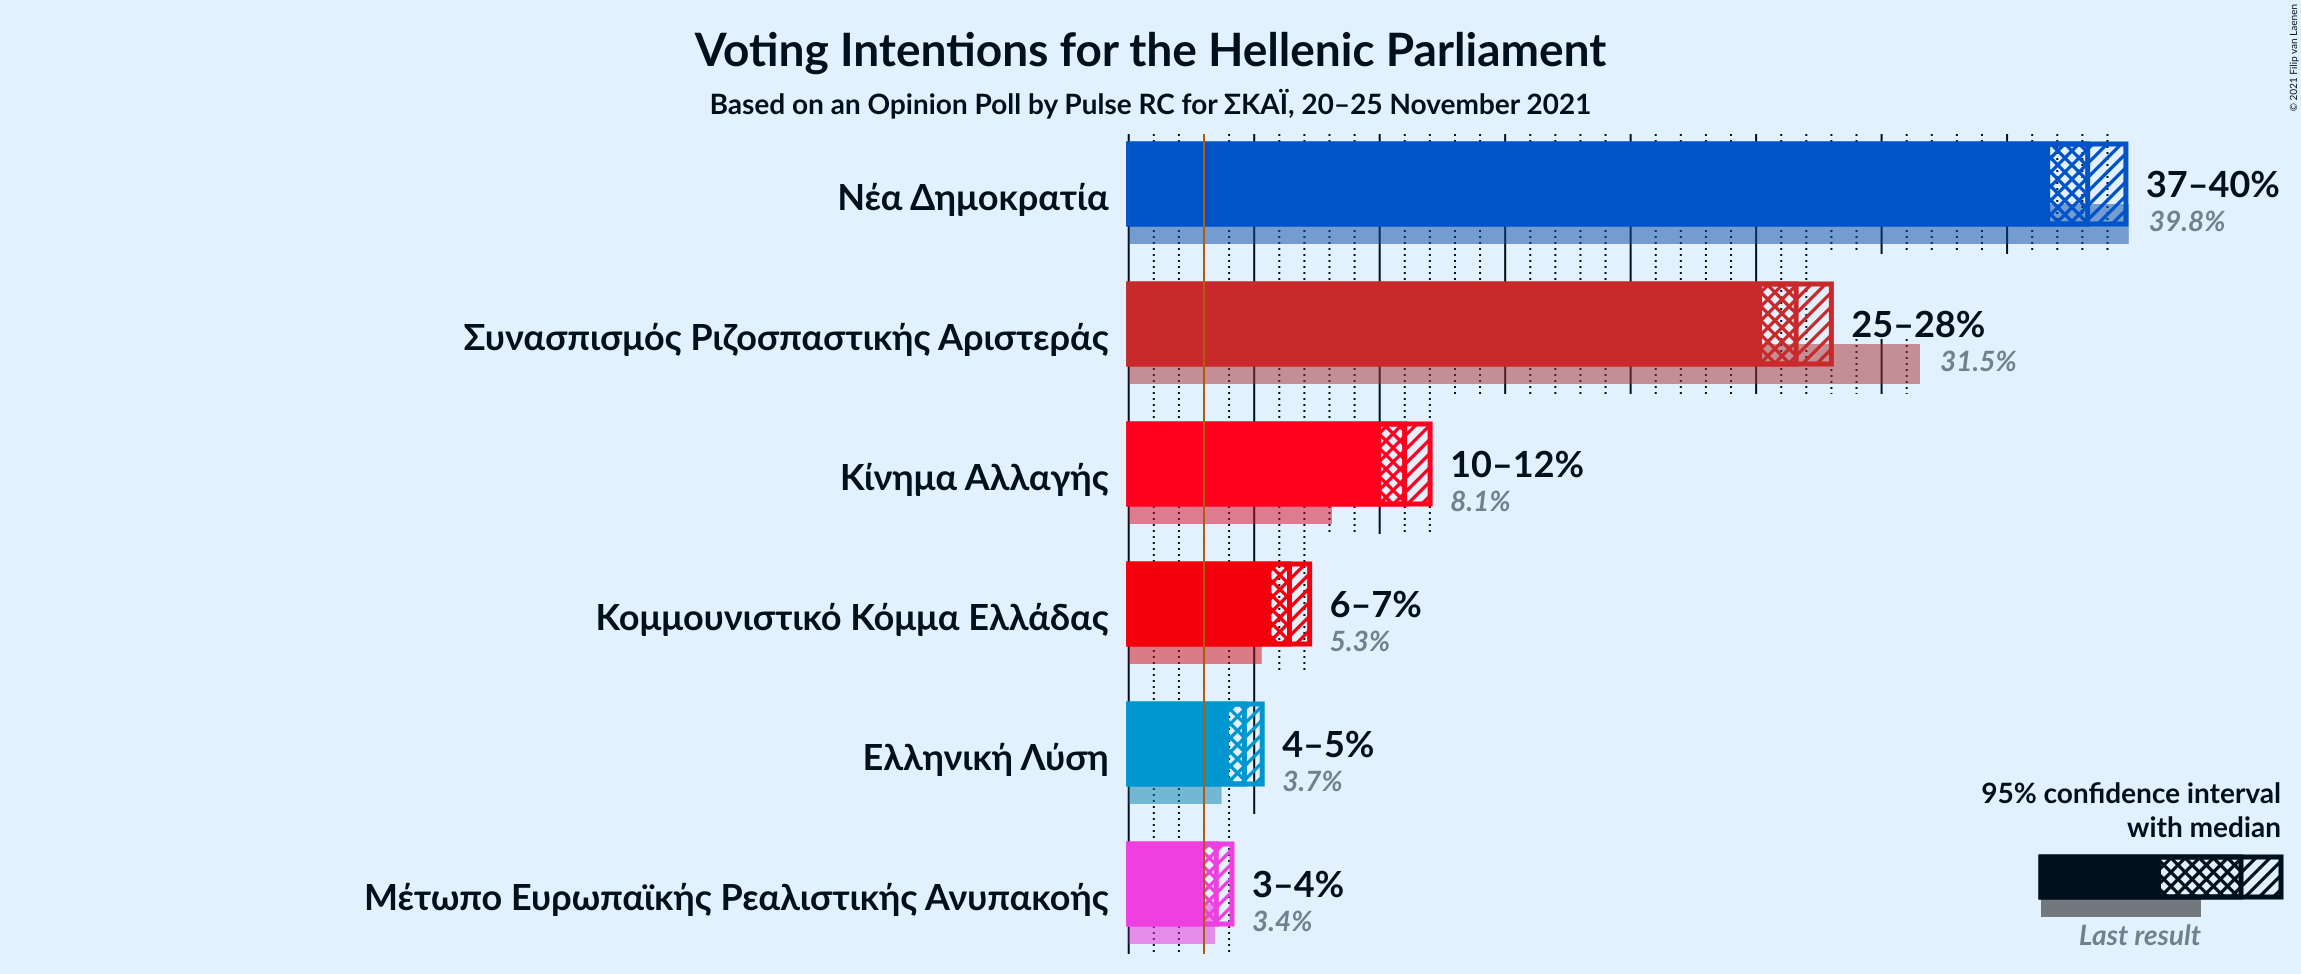 Voting Intentions for the Hellenic Parliament
Based on an Opinion Poll by Pulse RC for ΣΚΑΪ, 20–25 November 2021
© 2021 Filip van Laenen
Νέα Δημοκρατία
37–40%
39.8%
Συνασπισμός Ριζοσπαστικής Αριστεράς
25–28%
31.5%
Κίνημα Αλλαγής
10–12%
8.1%
Κομμουνιστικό Κόμμα Ελλάδας
6–7%
5.3%
Ελληνική Λύση
4–5%
3.7%
Μέτωπο Ευρωπαϊκής Ρεαλιστικής Ανυπακοής
3–4%
3.4%
95% confidence interval
with median
Last result